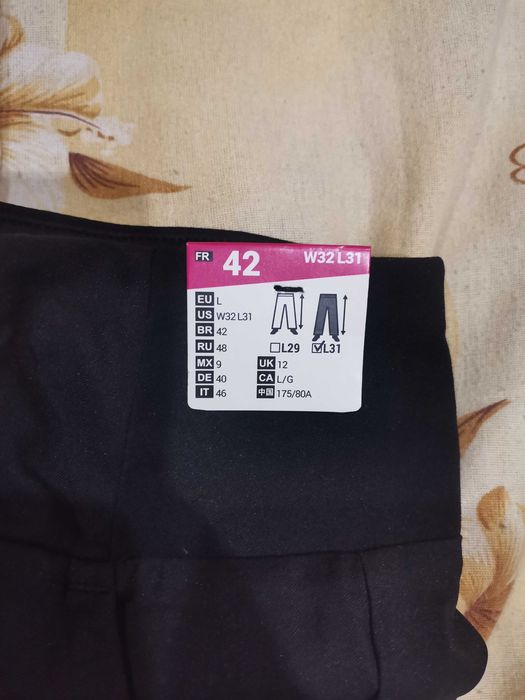 FR 42 W32 L31
EU L
US W32 L31
BR 42
RU 48
L29 L31
MX 9 UK 12
DE 40 CA L/G
IT 46 中国 175/80A